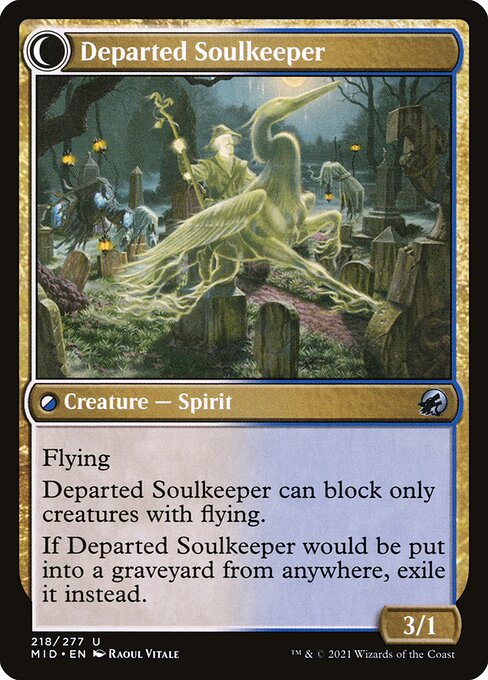 Departed Soulkeeper
Creature — Spirit
Flying
Departed Soulkeeper can block only
creatures with flying.
If Departed Soulkeeper would be put
into a graveyard from anywhere, exile
it instead.
3/1
218/277 U
MID • EN Raoul Vitale
™ & © 2021 Wizards of the Coast